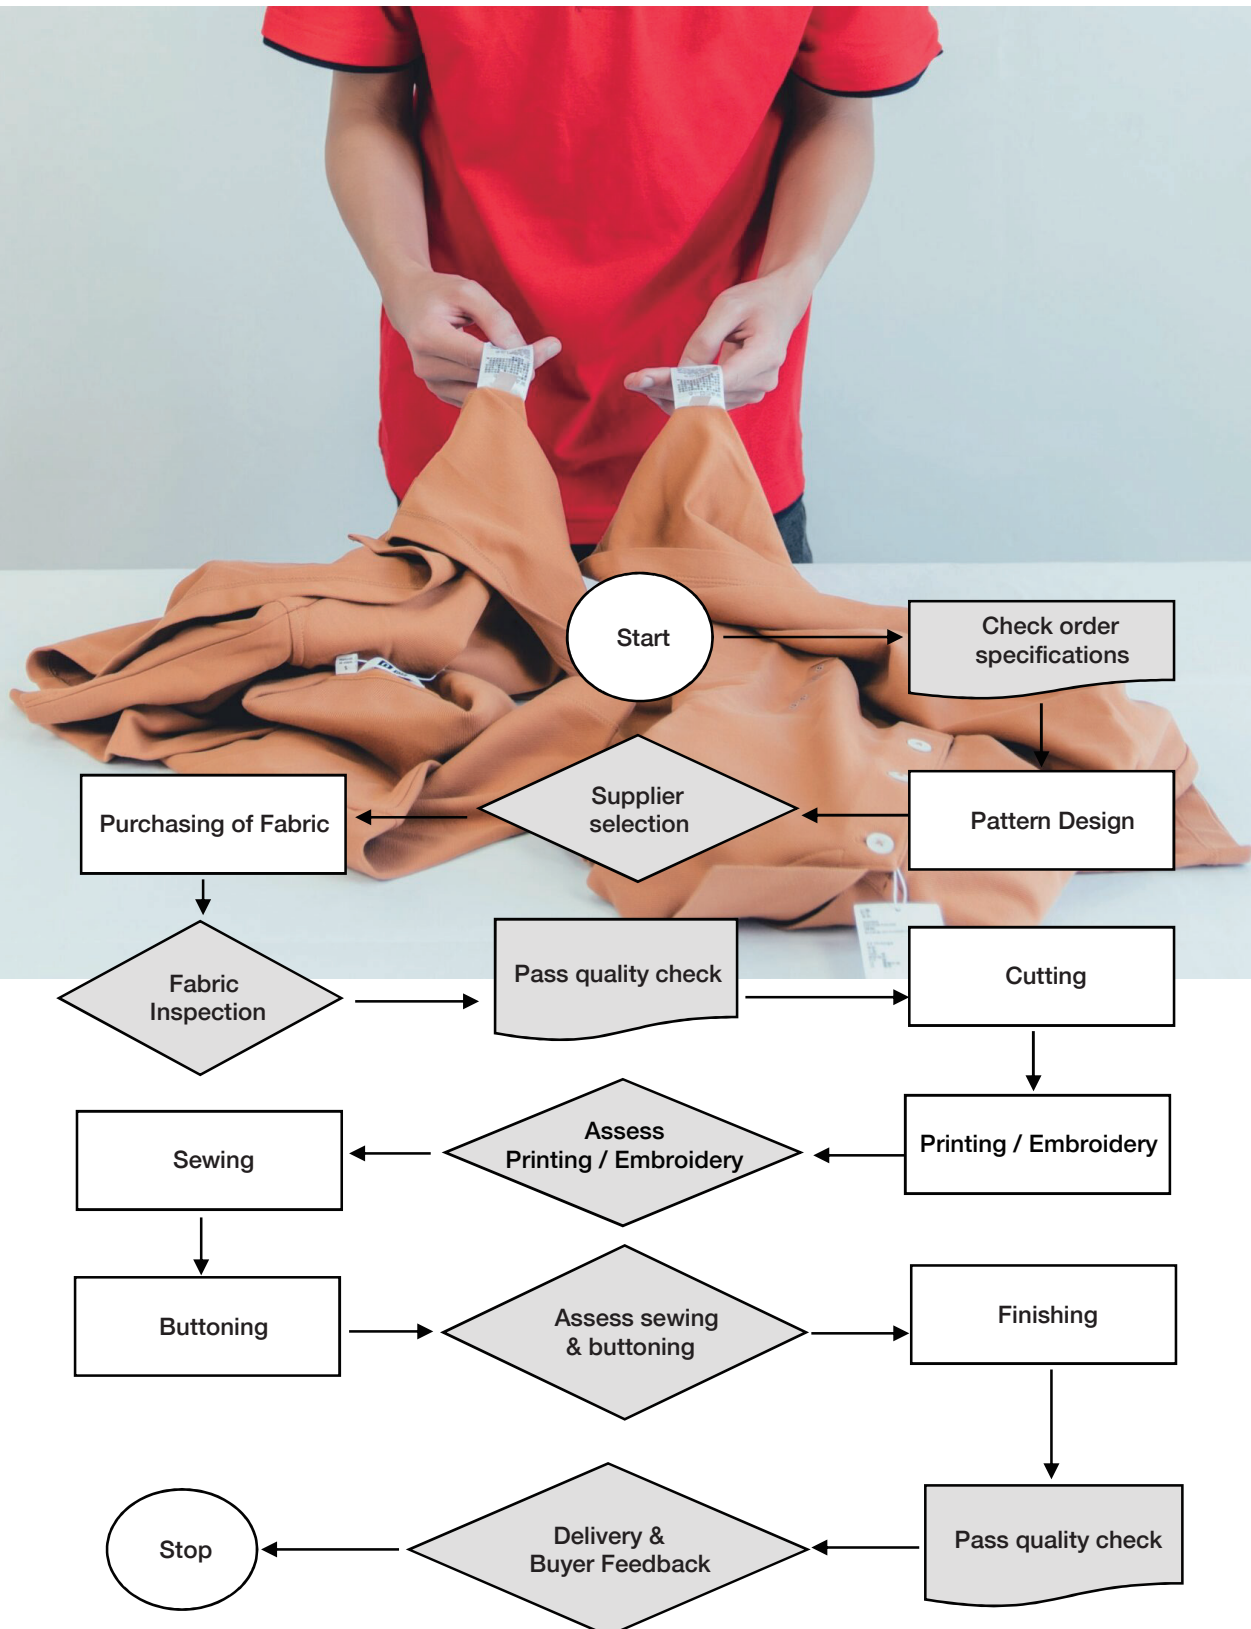 Start
Check order
specifications
Pattern Design
Supplier
selection
Purchasing of Fabric
Fabric
Inspection
Pass quality check
Cutting
Printing / Embroidery
Assess
Printing / Embroidery
Sewing
Buttoning
Assess sewing
& buttoning
Finishing
Pass quality check
Delivery &
Buyer Feedback
Stop